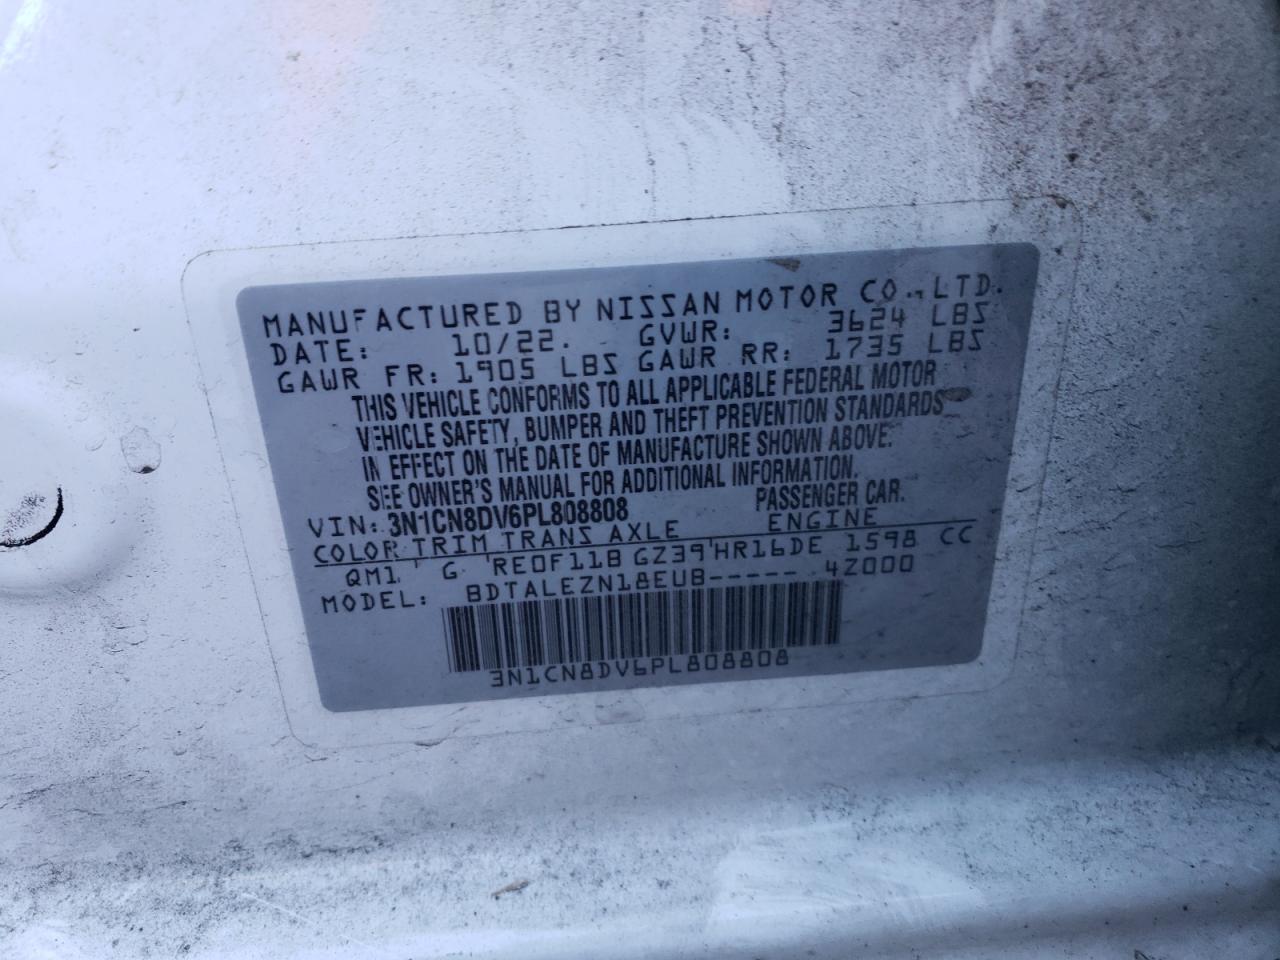 MANUFACTURED BY NISSAN MOTOR CO., LTD.
DATE: 10/22. GVWR: 3624 LBS
GAWR FR: 1905 LBS GAWR RR: 1735 LBS
THIS VEHICLE CONFORMS TO ALL APPLICABLE FEDERAL MOTOR
VEHICLE SAFETY, BUMPER AND THEFT PREVENTION STANDARDS
IN EFFECT ON THE DATE OF MANUFACTURE SHOWN ABOVE.
SEE OWNER'S MANUAL FOR ADDITIONAL INFORMATION.
VIN: 3N1CN8DV6PL808808 PASSENGER CAR.
COLOR TRIM TRANS AXLE ENGINE
QM1 G RE0F11B GZ39 HR16DE 1598 CC
MODEL: BDTALEZN18EUB----- 4Z000
3N1CN8DV6PL808808